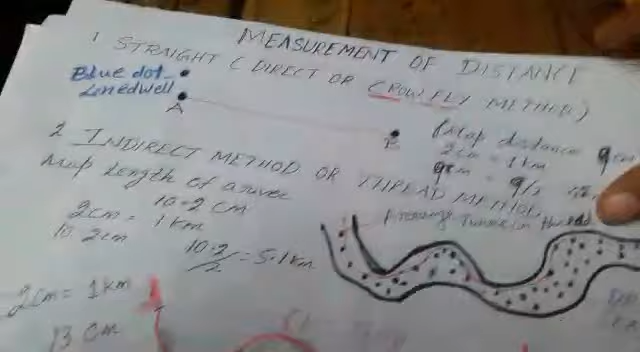 MEASUREMENT OF DISTANCE
1 STRAIGHT (DIRECT OR CROW FLY METHOD)
Blue dot
Linedwell
A
B
Map distance 9cm
2cm = 1km
9cm = 9/2
2 INDIRECT METHOD OR THREAD METHOD
Map Length of a river
10.2 cm
2cm = 1km
10.2cm
10.2/2 = 5.1km
2cm = 1km
13 cm